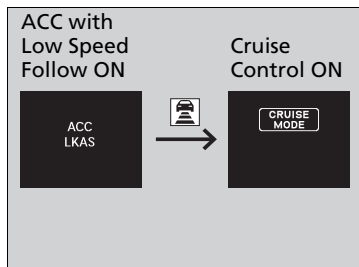 ACC with
Low Speed
Follow ON
Cruise
Control ON
ACC
LKAS
CRUISE
MODE